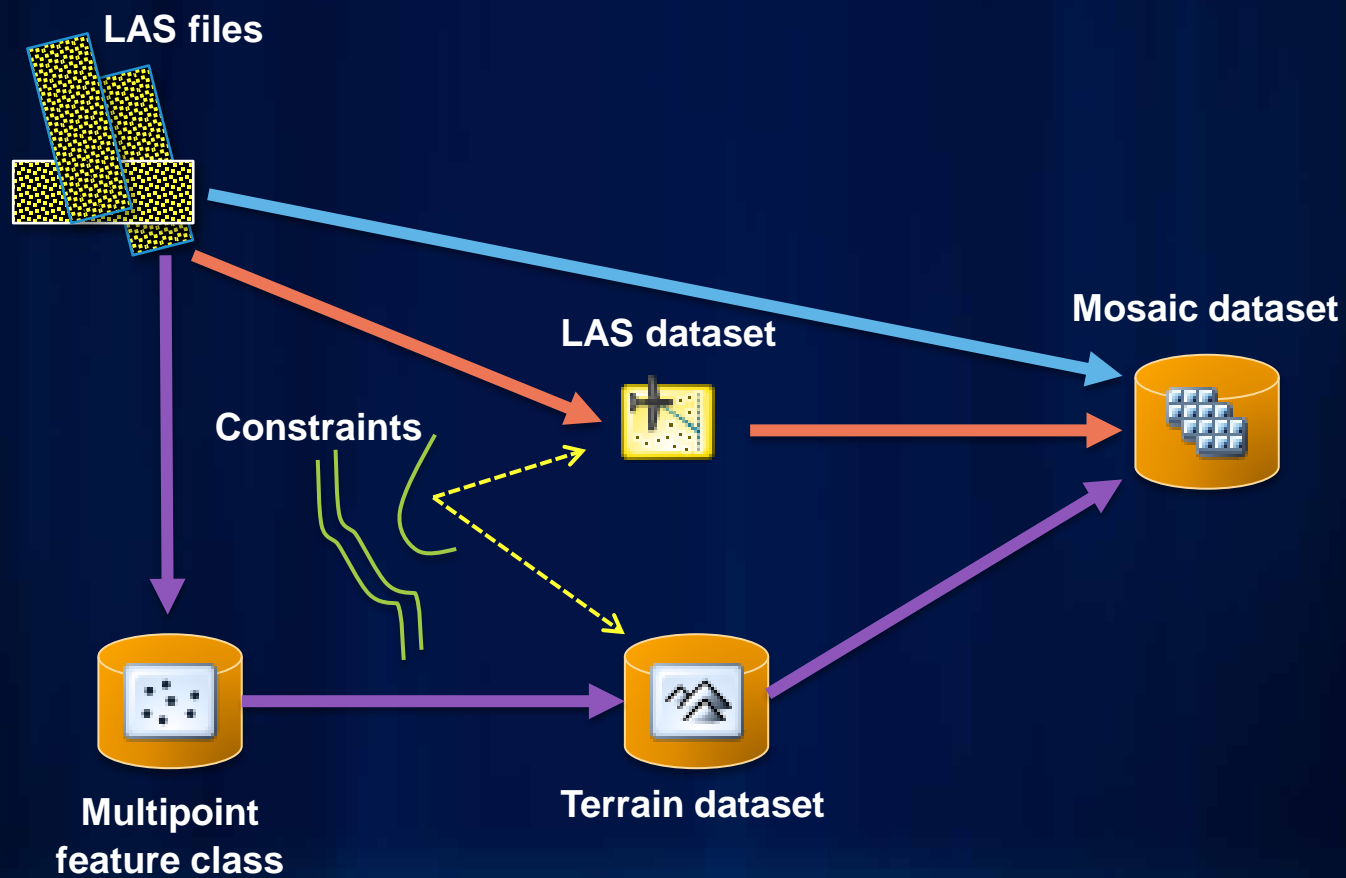 LAS files
Mosaic dataset
LAS dataset
Constraints
Multipoint
feature class
Terrain dataset